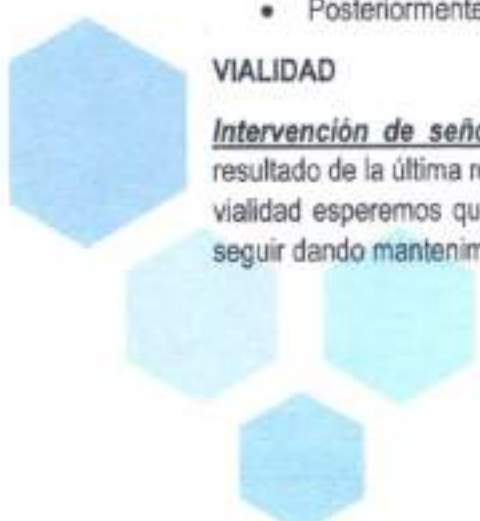 • Posteriormente
VIALIDAD
Intervención de seño
resultado de la última r
vialidad esperemos qu
seguir dando mantenim